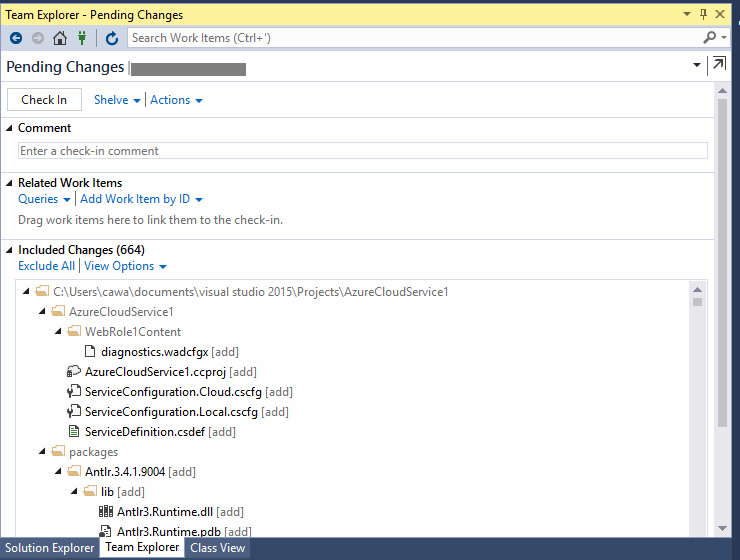 Team Explorer - Pending Changes
Search Work Items (Ctrl+')
Pending Changes
Check In Shelve Actions
Comment
Enter a check-in comment
Related Work Items
Queries Add Work Item by ID
Drag work items here to link them to the check-in.
Included Changes (664)
Exclude All View Options
C:\Users\cawa\documents\visual studio 2015\Projects\AzureCloudService1
AzureCloudService1
WebRole1Content
diagnostics.wadcfgx [add]
AzureCloudService1.ccproj [add]
ServiceConfiguration.Cloud.cscfg [add]
ServiceConfiguration.Local.cscfg [add]
ServiceDefinition.csdef [add]
packages
Antlr.3.4.1.9004 [add]
lib [add]
Antlr3.Runtime.dll [add]
Antlr3.Runtime.pdb [add]
Solution Explorer Team Explorer Class View